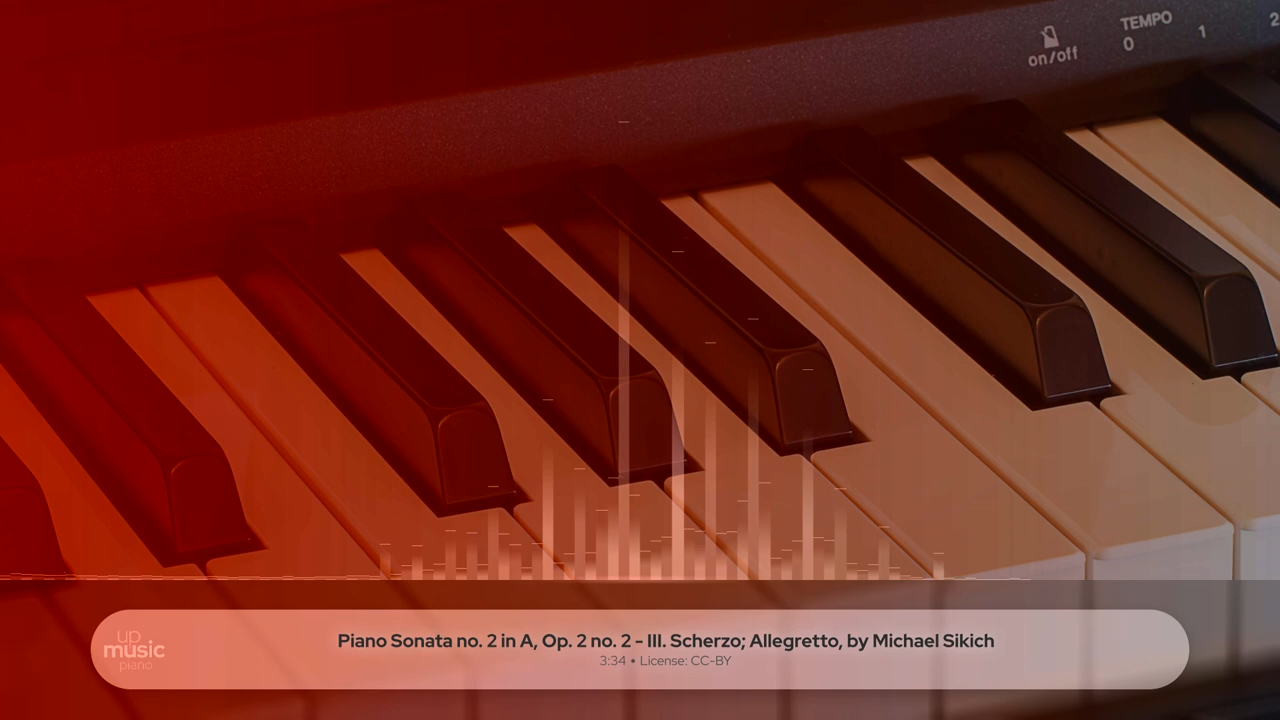 TEMPO
0 1 2
on/off
up
music
piano
Piano Sonata no. 2 in A, Op. 2 no. 2 - III. Scherzo; Allegretto, by Michael Sikich
3:34 • License: CC-BY